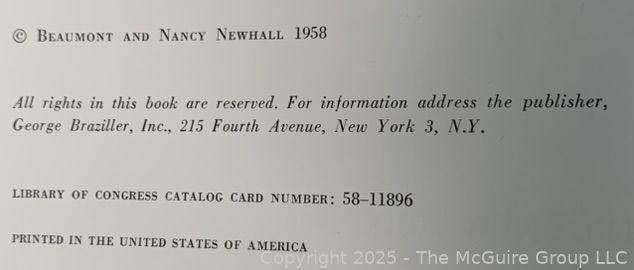 © Beaumont and Nancy Newhall 1958
All rights in this book are reserved. For information address the publisher,
George Braziller, Inc., 215 Fourth Avenue, New York 3, N.Y.
LIBRARY OF CONGRESS CATALOG CARD NUMBER: 58–11896
PRINTED IN THE UNITED STATES OF AMERICA
Copyright 2025 - The McGuire Group LLC